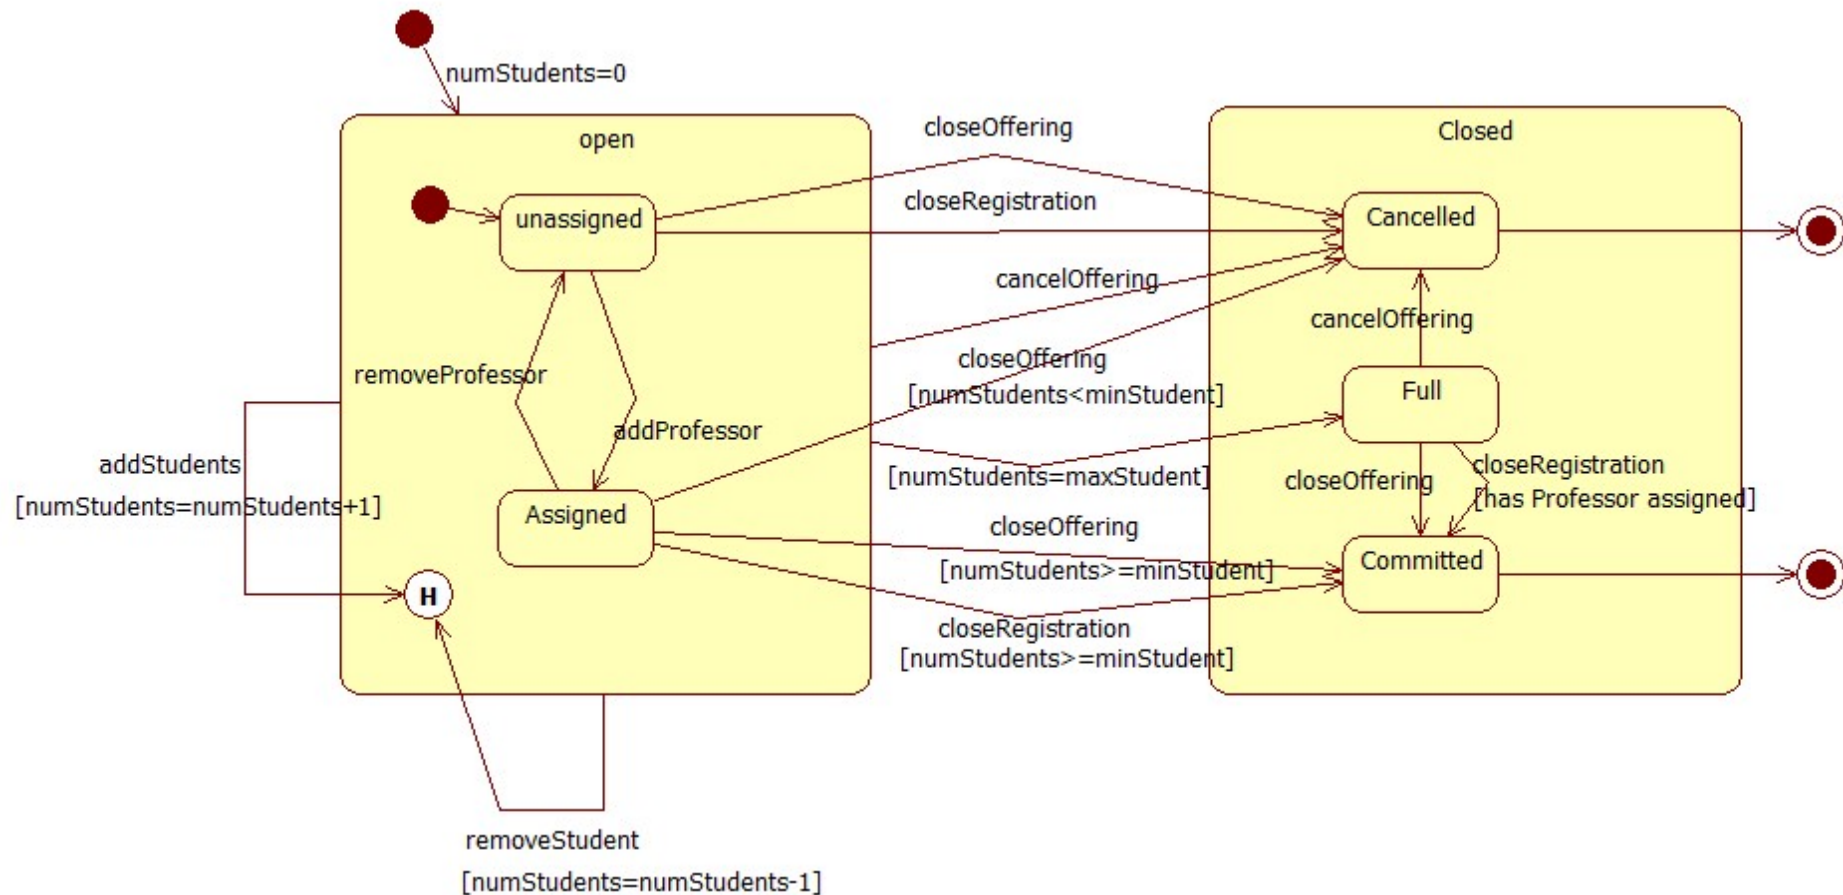 numStudents=0
open
closeOffering
Closed
unassigned
closeRegistration
Cancelled
cancelOffering
cancelOffering
closeOffering
[numStudents<minStudent]
removeProfessor
Full
addProfessor
addStudents
[numStudents=numStudents+1]
[numStudents=maxStudent]
closeOffering
closeRegistration
[has Professor assigned]
Assigned
closeOffering
[numStudents>=minStudent]
Committed
H
closeRegistration
[numStudents>=minStudent]
removeStudent
[numStudents=numStudents-1]